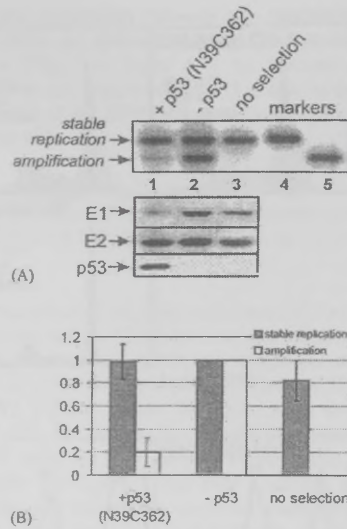 + p53 (N39C362)
- p53
no selection
markers
stable
replication
amplification
1 2 3 4 5
E1
E2
p53
(A)
1.2
1
0.8
0.6
0.4
0.2
0
stable replication
amplification
+p53
(N39C362)
- p53
no selection
(B)